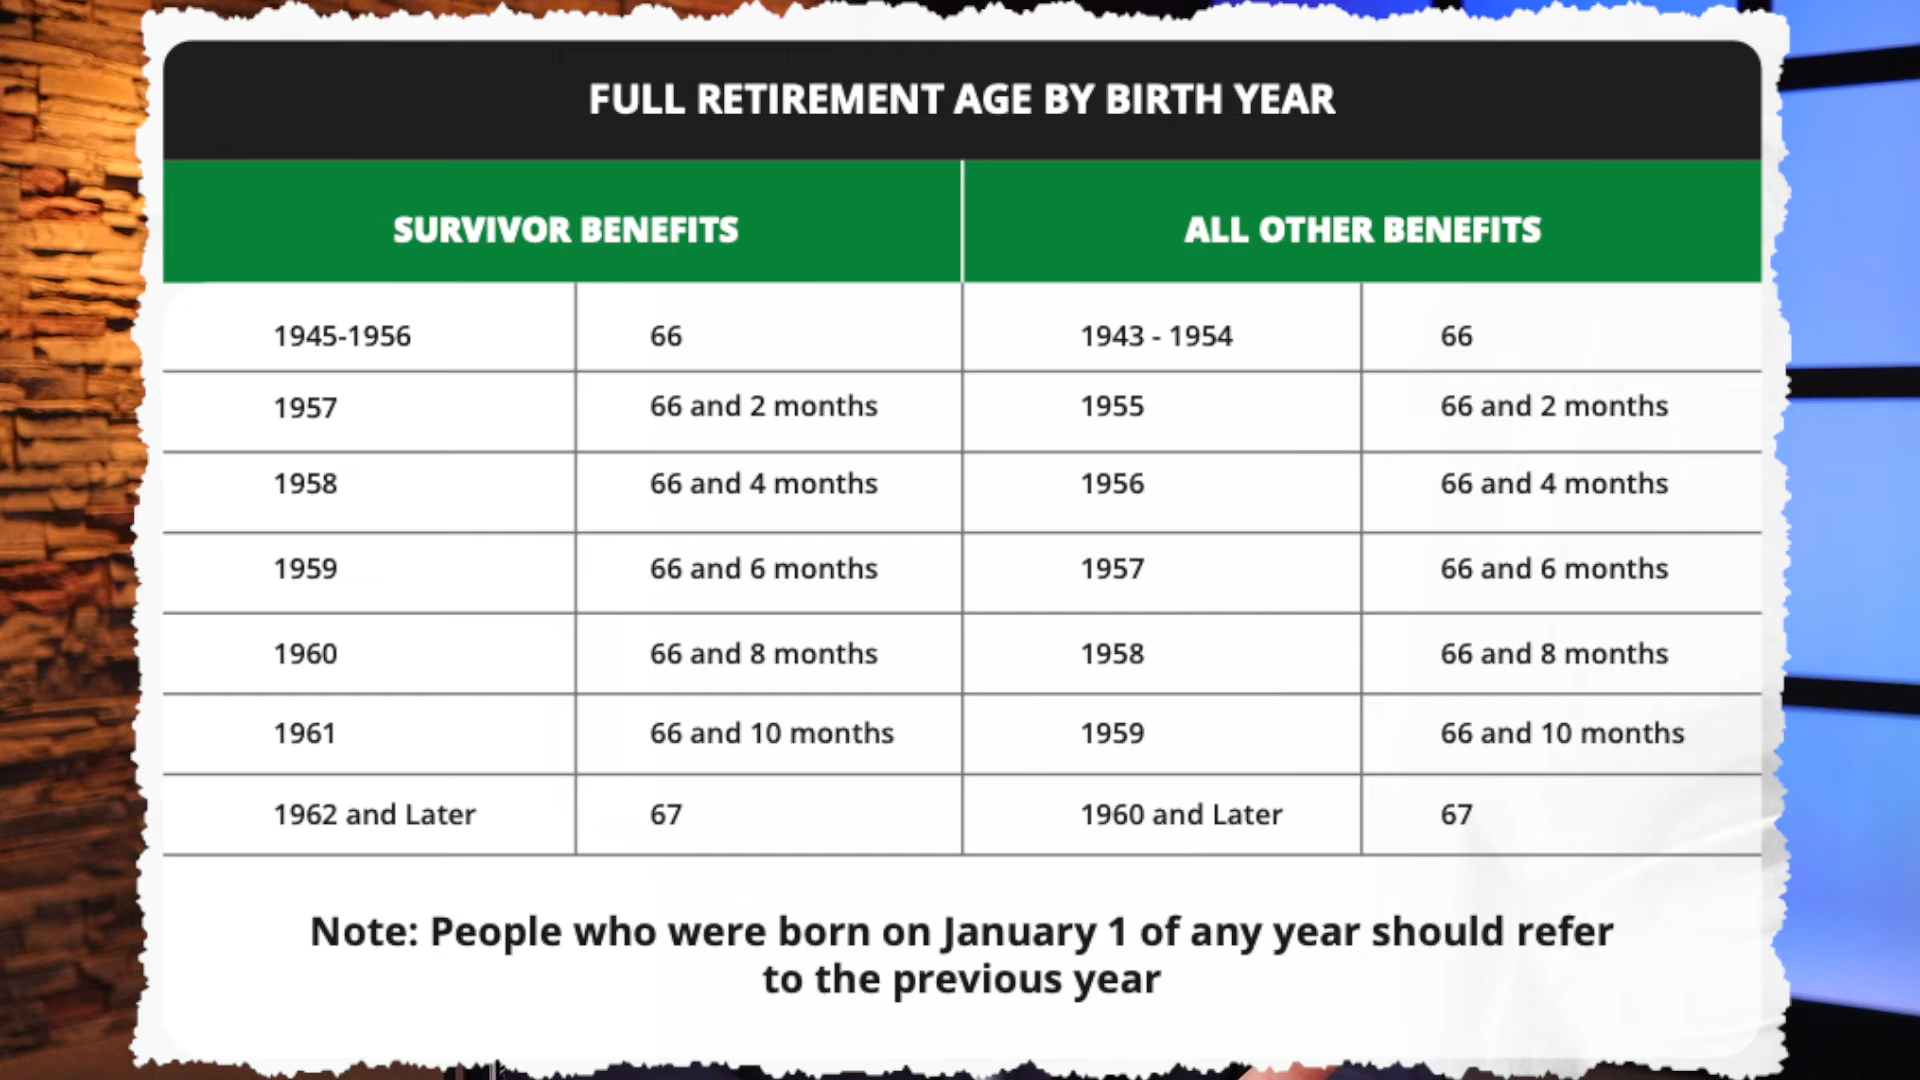 FULL RETIREMENT AGE BY BIRTH YEAR
SURVIVOR BENEFITS ALL OTHER BENEFITS
1945-1956 66 1943 - 1954 66
1957 66 and 2 months 1955 66 and 2 months
1958 66 and 4 months 1956 66 and 4 months
1959 66 and 6 months 1957 66 and 6 months
1960 66 and 8 months 1958 66 and 8 months
1961 66 and 10 months 1959 66 and 10 months
1962 and Later 67 1960 and Later 67
Note: People who were born on January 1 of any year should refer
to the previous year